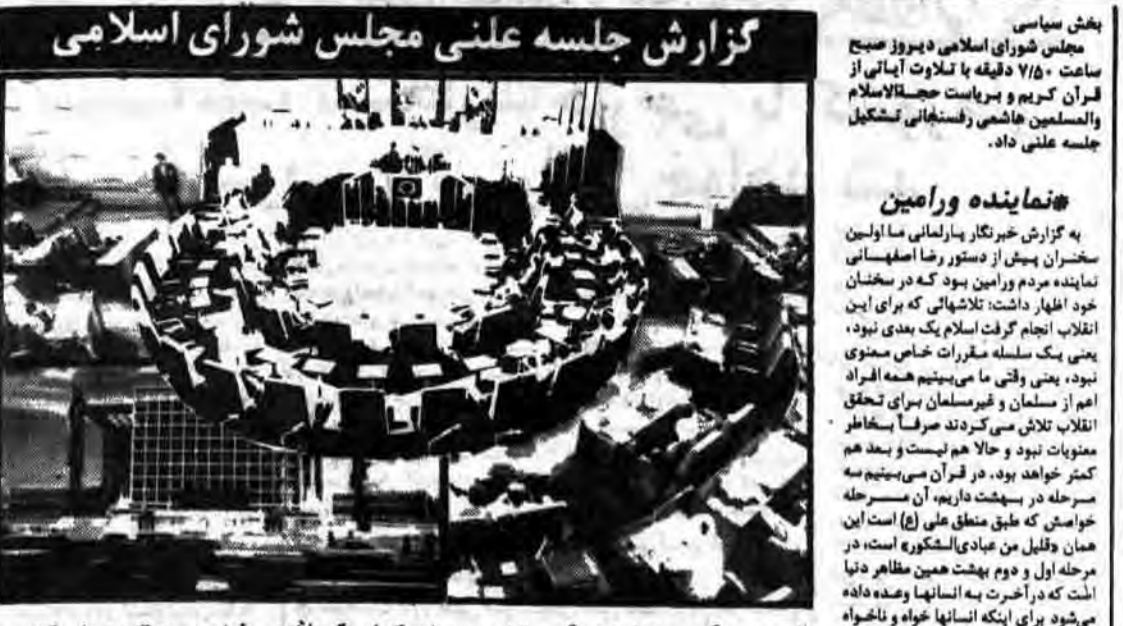 گزارش جلسه علنی مجلس شورای اسلامی
بخش سیاسی
مجلس شورای اسلامی دیروز صبح
ساعت ۷/۵۰ دقیقه با تلاوت آیاتی از
قرآن کریم و بریاست حجةالاسلام
والمسلمین هاشمی رفسنجانی تشکیل
جلسه علنی داد.
*نماینده ورامین
به گزارش خبرنگار پارلمانی ما اولین
سخنران پیش از دستور رضا اصفهانی
نماینده مردم ورامین بود که در سخنان
خود اظهار داشت: تلاشهائی که برای این
انقلاب انجام گرفت اسلام یک بعدی نبود،
یعنی یک سلسله مقررات خاص معنوی
نبود، یعنی وقتی ما می‌بینیم همه افراد
اعم از مسلمان و غیرمسلمان برای تحقق
انقلاب تلاش می‌کردند صرفاً بخاطر
معنویات نبود و حالا هم نیست و بعد هم
کمتر خواهد بود. در قرآن می‌بینیم سه
مرحله در بهشت داریم، آن مرحله
خواصش که طبق منطق علی (ع) است این
همان «قلیل من عبادی‌الشکور» است، در
مرحله اول و دوم بهشت همین مظاهر دنیا
است که درآخرت به انسانها وعده داده
می‌شود برای اینکه انسانها خواه و ناخواه